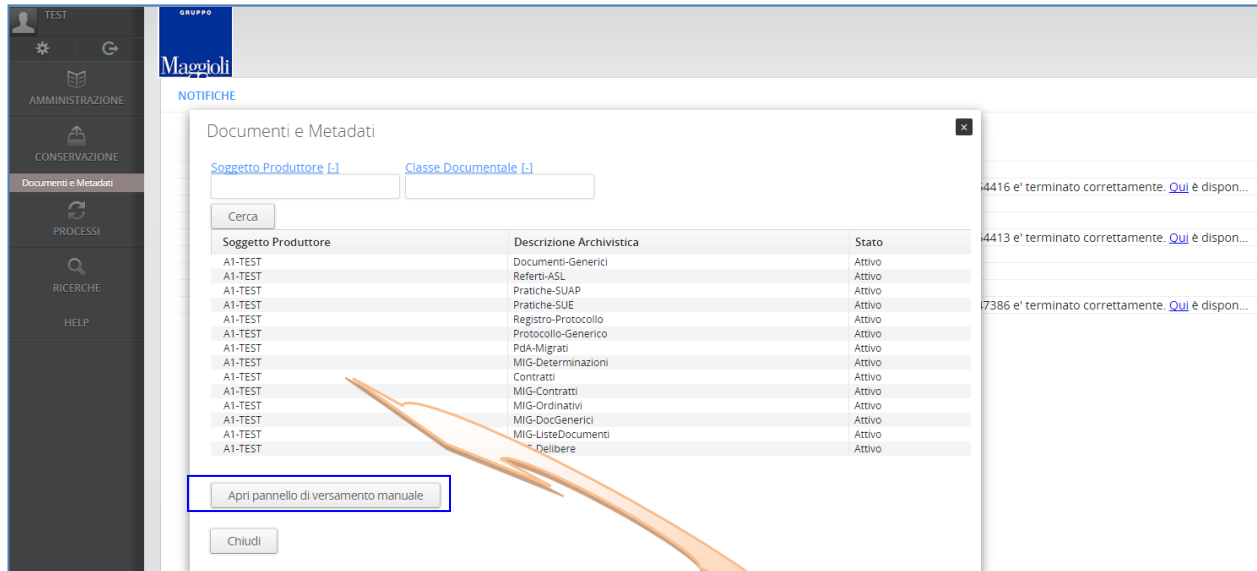 TEST
GRUPPO
Maggioli
AMMINISTRAZIONE
CONSERVAZIONE
Documenti e Metadati
PROCESSI
RICERCHE
HELP
NOTIFICHE
Documenti e Metadati
x
Soggetto Produttore [-] Classe Documentale [-]
Cerca
Soggetto Produttore Descrizione Archivistica Stato
A1-TEST Documenti-Generici Attivo
A1-TEST Referti-ASL Attivo
A1-TEST Pratiche-SUAP Attivo
A1-TEST Pratiche-SUE Attivo
A1-TEST Registro-Protocollo Attivo
A1-TEST Protocollo-Generico Attivo
A1-TEST PdA-Migrati Attivo
A1-TEST MIG-Determinazioni Attivo
A1-TEST Contratti Attivo
A1-TEST MIG-Contratti Attivo
A1-TEST MIG-Ordinativi Attivo
A1-TEST MIG-DocGenerici Attivo
A1-TEST MIG-ListeDocumenti Attivo
A1-TEST Delibere Attivo
Apri pannello di versamento manuale
Chiudi
4416 e' terminato correttamente. Qui è dispon...
4413 e' terminato correttamente. Qui è dispon...
7386 e' terminato correttamente. Qui è dispon...